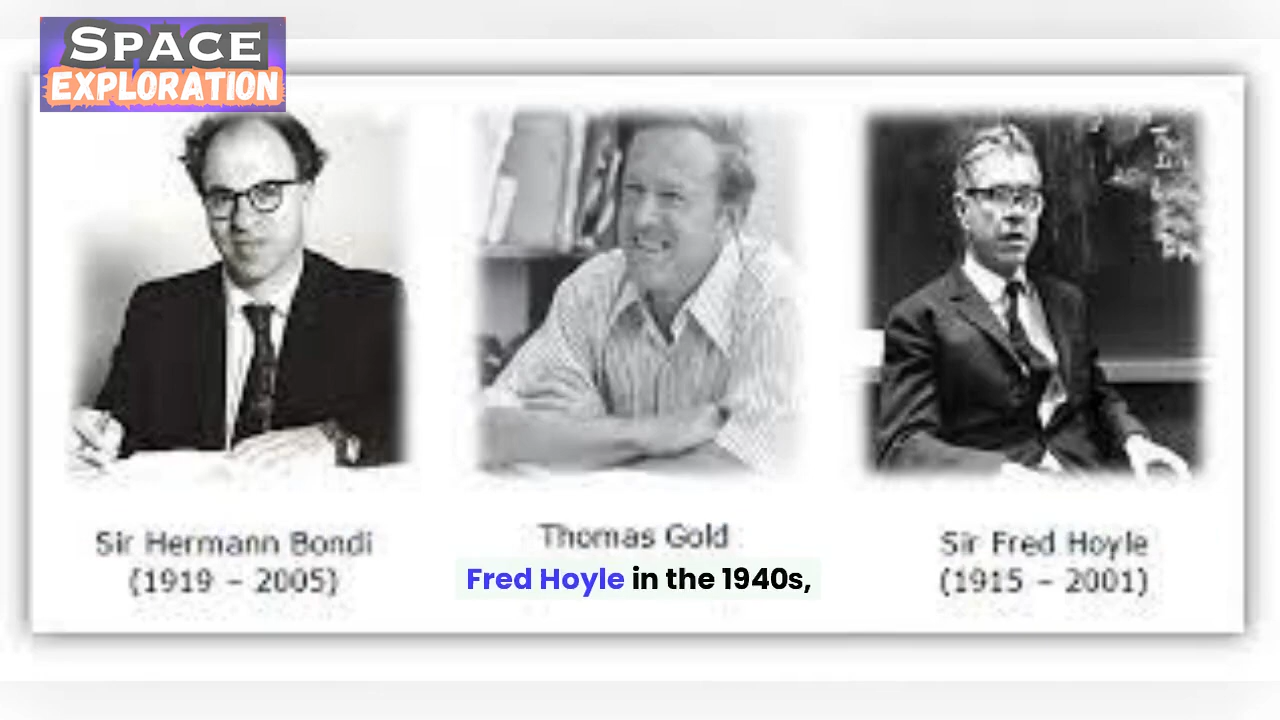 SPACE
EXPLORATION
Sir Hermann Bondi
(1919 – 2005)
Thomas Gold
Fred Hoyle in the 1940s,
Sir Fred Hoyle
(1915 – 2001)